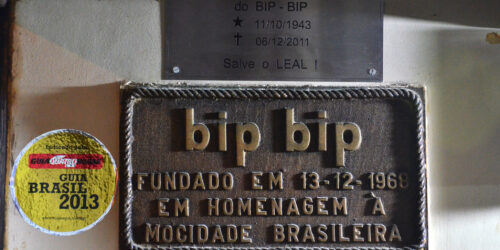 do BIP - BIP
★ 11/10/1943
✝ 06/12/2011
Salve o LEAL !
bip bip
FUNDADO EM 13-12-1968
EM HOMENAGEM À
MOCIDADE BRASILEIRA
GUIA
BRASIL
2013